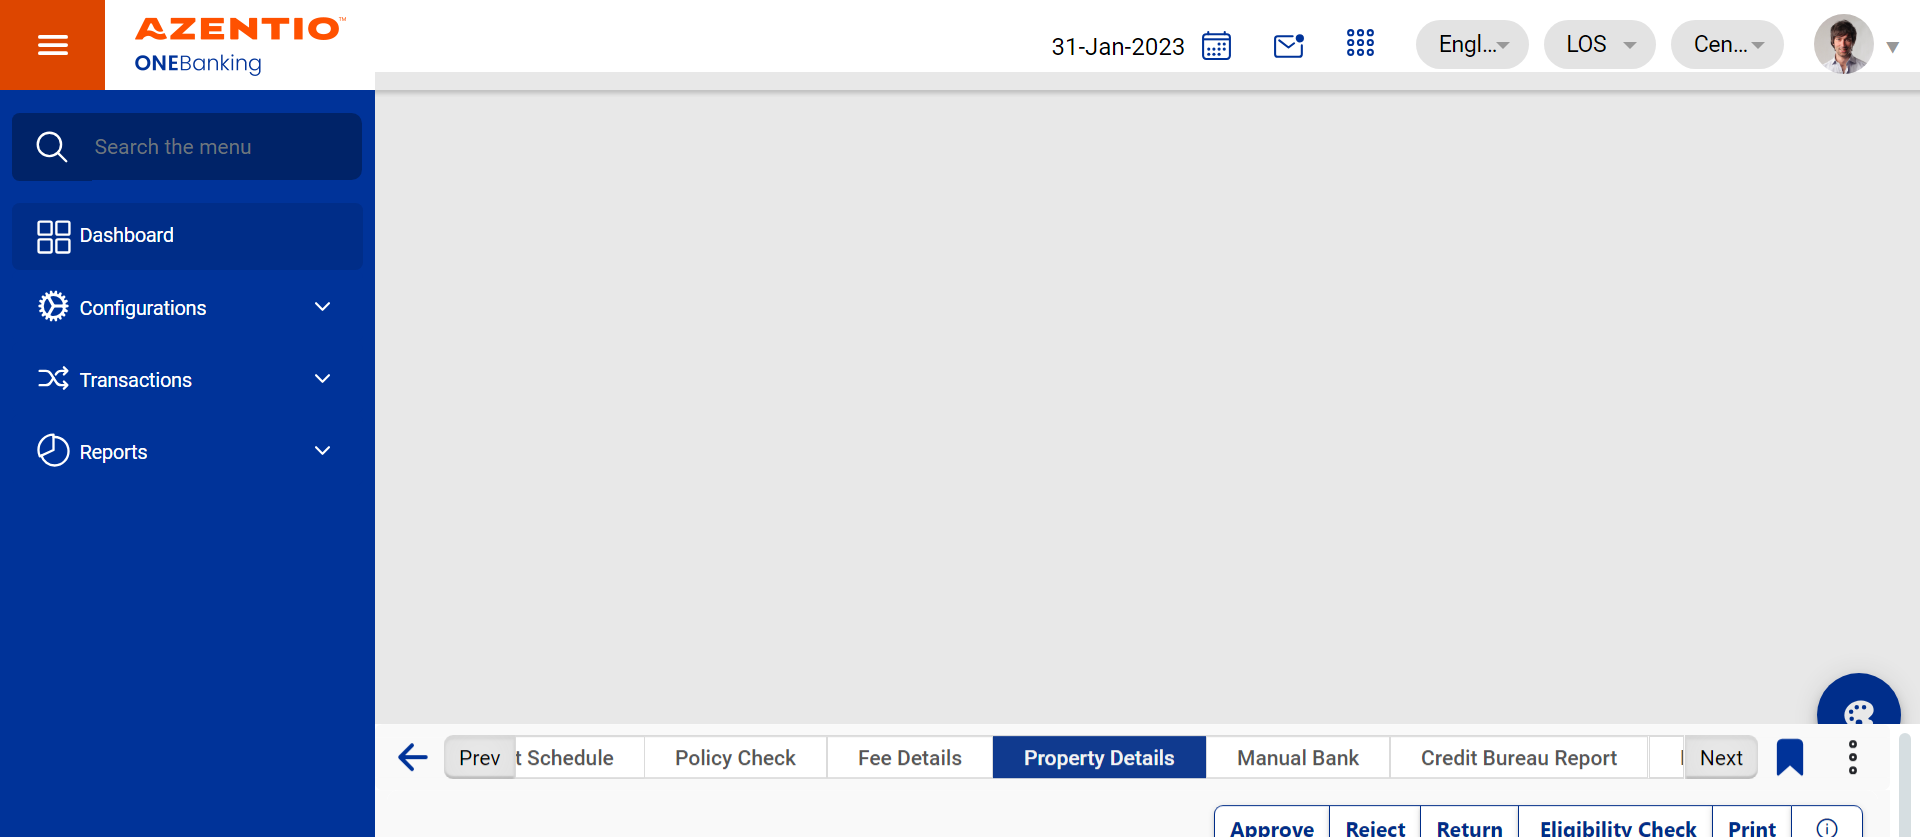 AZENTIO™
ONEBanking
31-Jan-2023
Engl...
LOS
Cen...
Search the menu
Dashboard
Configurations
Transactions
Reports
Prev
t Schedule
Policy Check
Fee Details
Property Details
Manual Bank
Credit Bureau Report
Next
Approve
Reject
Return
Eligibility Check
Print